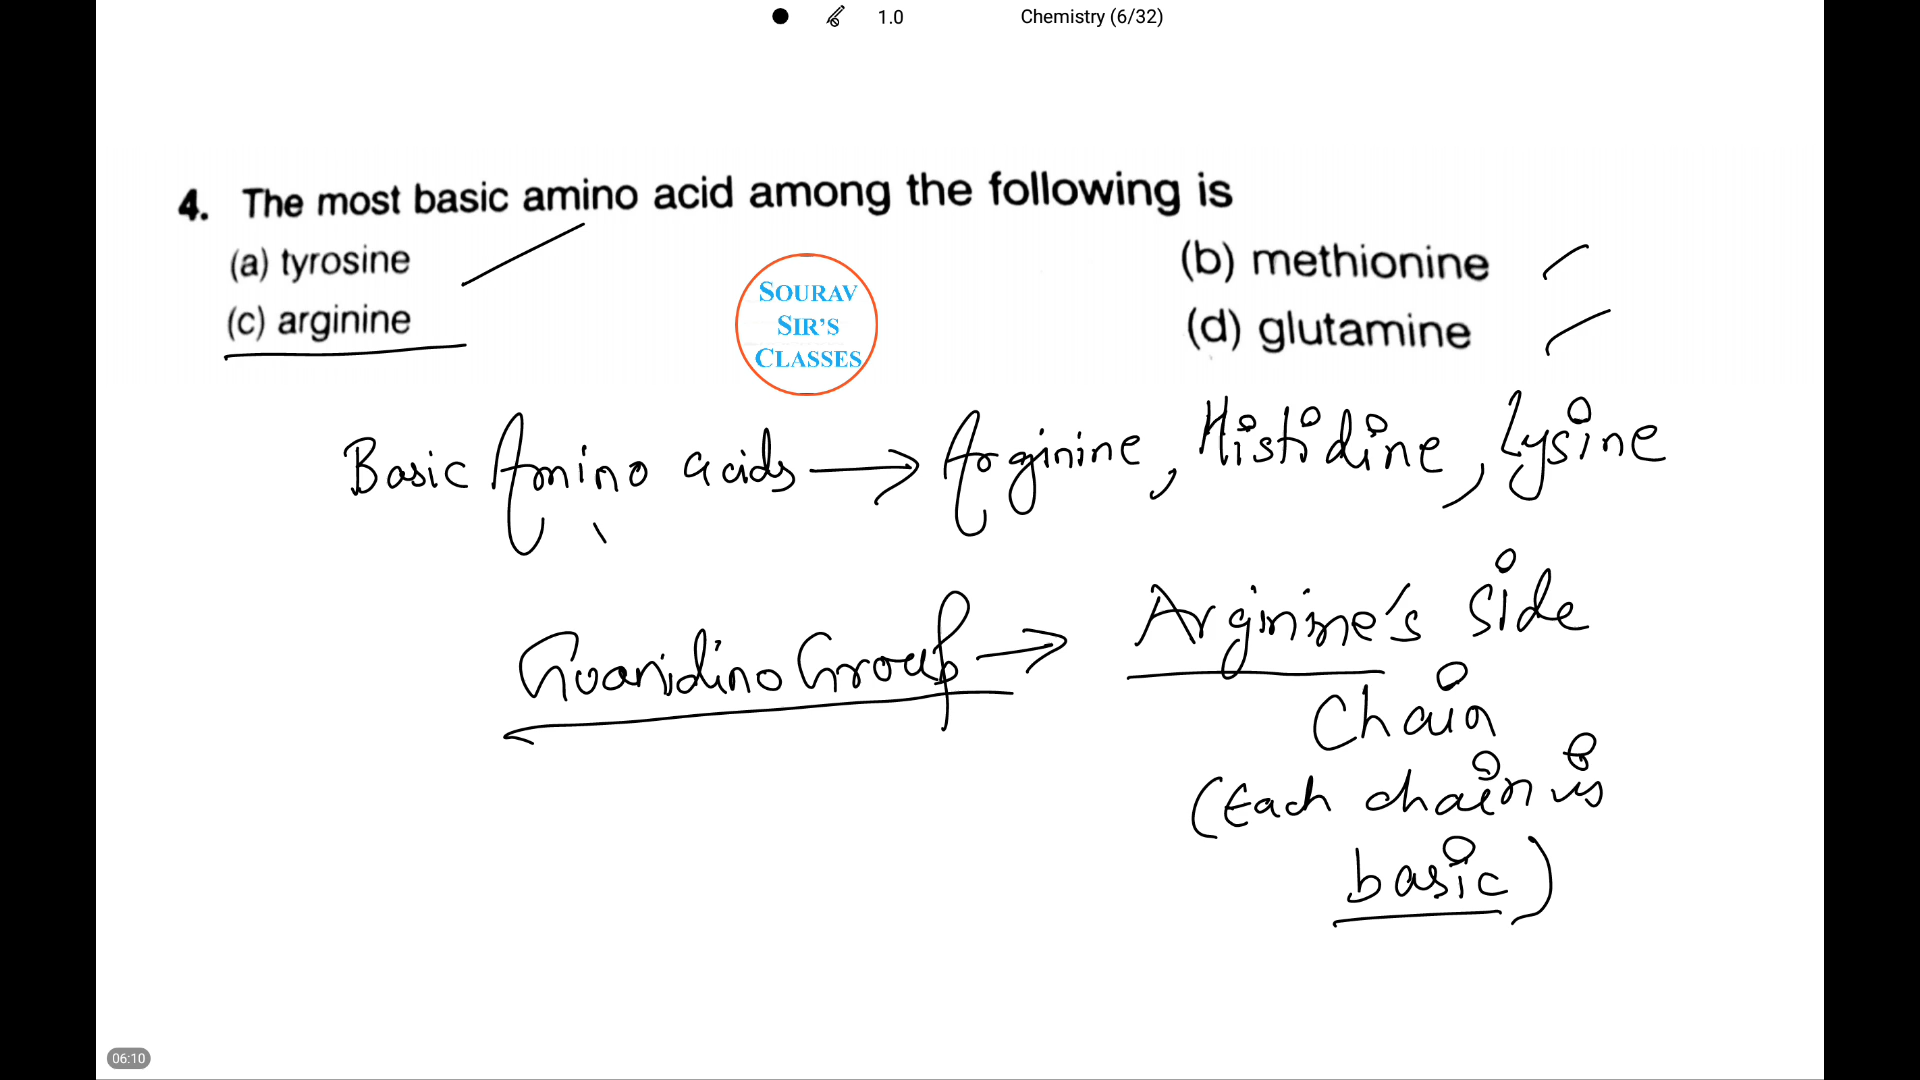 1.0 Chemistry (6/32)
4. The most basic amino acid among the following is
(a) tyrosine (b) methionine
(c) arginine (d) glutamine
SOURAV
SIR'S
CLASSES
Basic Amino acids → Arginine, Histidine, Lysine
Guanidino Group → Arginine's side
Chain
(Each chain is
basic)
06:10